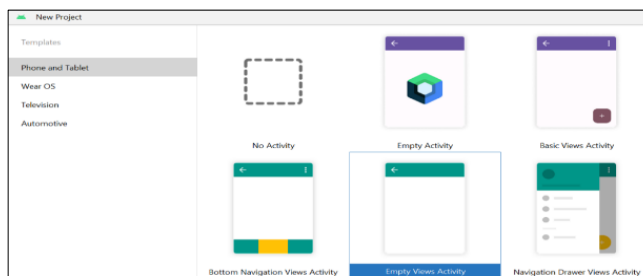 New Project
Templates
Phone and Tablet
Wear OS
Television
Automotive
No Activity
Empty Activity
Basic Views Activity
Bottom Navigation Views Activity
Empty Views Activity
Navigation Drawer Views Activity